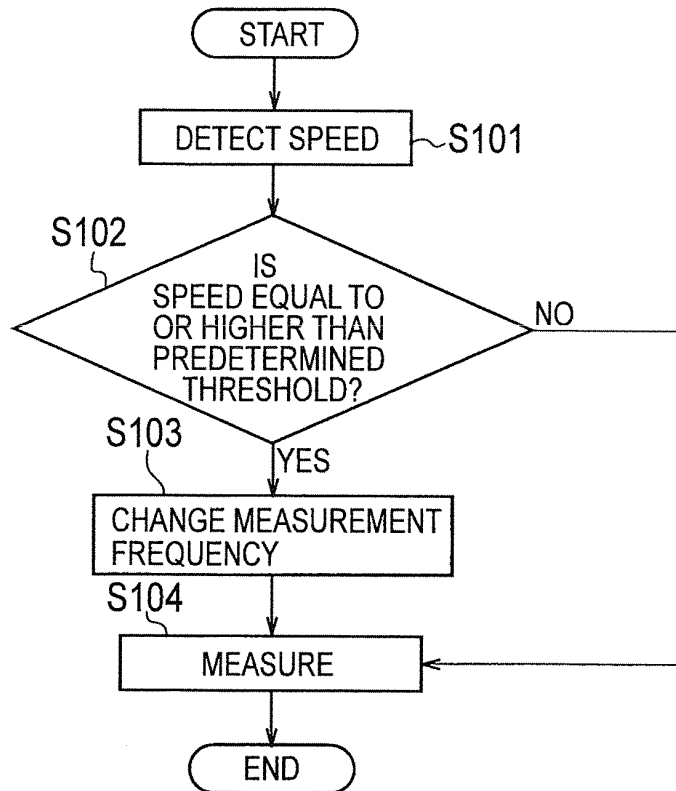 START
DETECT SPEED
S101
S102
IS
SPEED EQUAL TO
OR HIGHER THAN
PREDETERMINED
THRESHOLD?
NO
S103
YES
CHANGE MEASUREMENT
FREQUENCY
S104
MEASURE
END